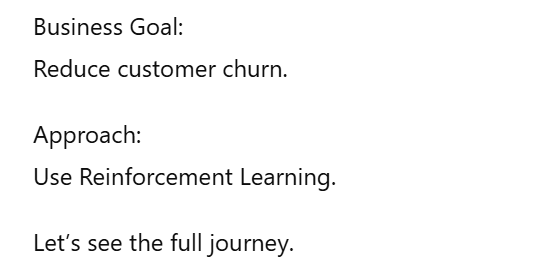 Business Goal:
Reduce customer churn.
Approach:
Use Reinforcement Learning.
Let’s see the full journey.